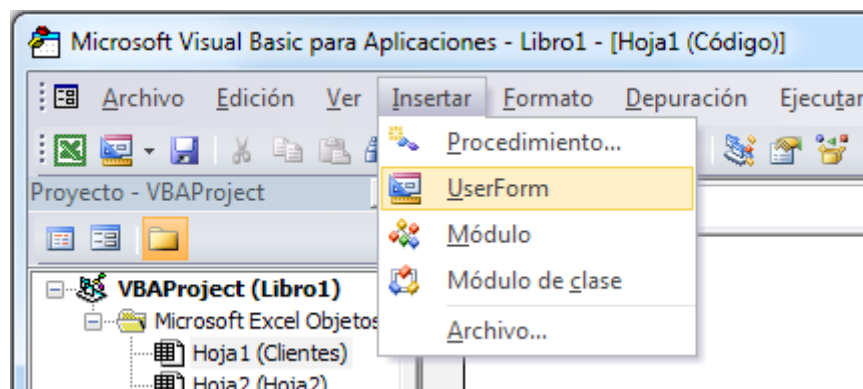 Microsoft Visual Basic para Aplicaciones - Libro1 - [Hoja1 (Código)]
Archivo Edición Ver Insertar Formato Depuración Ejecutar
Procedimiento...
Proyecto - VBAProject
UserForm
Módulo
Módulo de clase
VBAProject (Libro1)
Microsoft Excel Objetos
Archivo...
Hoja1 (Clientes)
Hoja2 (Hoja2)